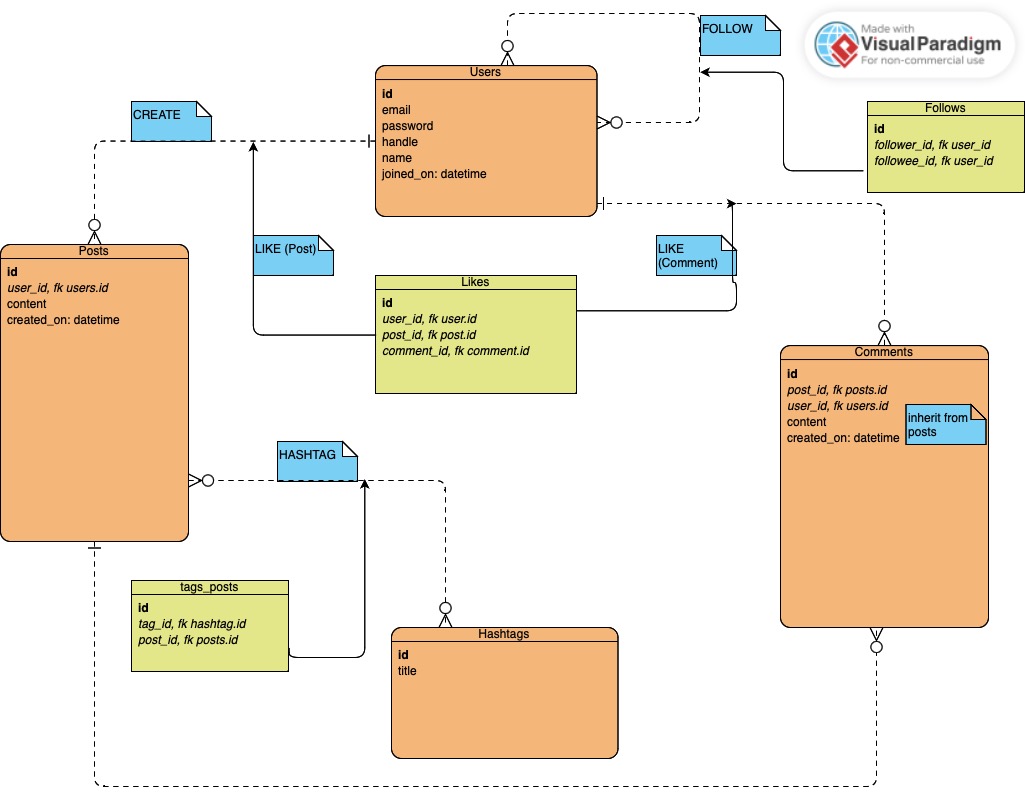 FOLLOW
Made with
Visual Paradigm
For non-commercial use
Users
id
email
password
handle
name
joined_on: datetime
CREATE
Follows
id
follower_id, fk user_id
followee_id, fk user_id
Posts
id
user_id, fk users.id
content
created_on: datetime
LIKE (Post)
LIKE
(Comment)
Likes
id
user_id, fk user.id
post_id, fk post.id
comment_id, fk comment.id
Comments
id
post_id, fk posts.id
user_id, fk users.id
content
created_on: datetime
inherit from
posts
HASHTAG
tags_posts
id
tag_id, fk hashtag.id
post_id, fk posts.id
Hashtags
id
title